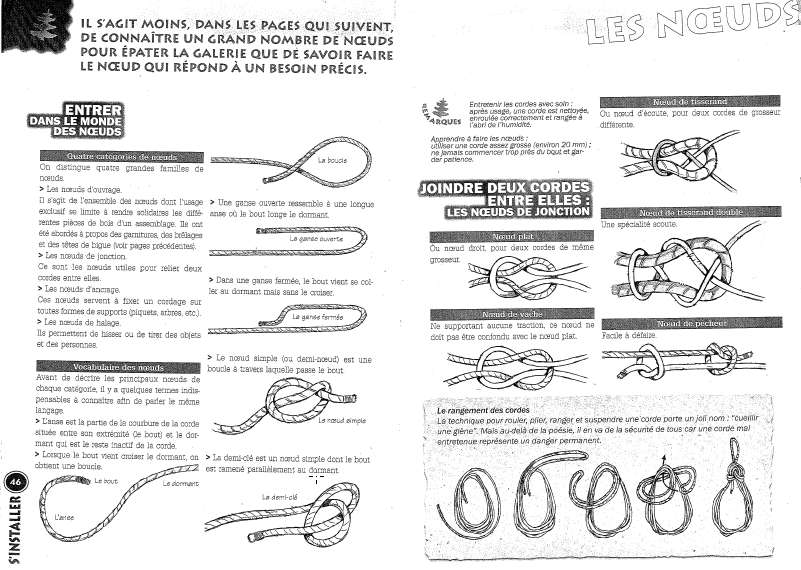 IL S'AGIT MOINS, DANS LES PAGES QUI SUIVENT,
DE CONNAÎTRE UN GRAND NOMBRE DE NŒUDS
POUR ÉPATER LA GALERIE QUE DE SAVOIR FAIRE
LE NŒUD QUI RÉPOND À UN BESOIN PRÉCIS.
ENTRER
DANS LE MONDE
DES NŒUDS
Quatre catégories de nœuds
On distingue quatre grandes familles de
nœuds.
> Les nœuds d'ouvrage.
Il s'agit de l'ensemble des nœuds dont l'usage
exclusif se limite à rendre solidaires les diffé-
rentes pièces de bois d'un assemblage. Ils ont
été abordés à propos des garnitures, des brêlages
et des têtes de bigue (voir pages précédentes).
> Les nœuds de jonction.
Ce sont les nœuds utiles pour relier deux
cordes entre elles.
> Les nœuds d'ancrage.
Ces nœuds servent à fixer un cordage sur
toutes formes de supports (piquets, arbres, etc.).
> Les nœuds de halage.
Ils permettent de hisser ou de tirer des objets
et des personnes.
Vocabulaire des nœuds
Avant de décrire les principaux nœuds de
chaque catégorie, il y a quelques termes indis-
pensables à connaître afin de parler le même
langage.
> L'anse est la partie de la courbure de la corde
située entre son extrémité (le bout) et le dor-
mant qui est le reste inactif de la corde.
> Lorsque le bout vient croiser le dormant, on
obtient une boucle.
Le bout
Le dormant
L'anse
La boucle
> Une ganse ouverte ressemble à une longue
anse où le bout longe le dormant.
La ganse ouverte
> Dans une ganse fermée, le bout vient se col-
ler au dormant mais sans le croiser.
La ganse fermée
> Le nœud simple (ou demi-nœud) est une
boucle à travers laquelle passe le bout.
Le nœud simple
> La demi-clé est un nœud simple dont le bout
est ramené parallèlement au dormant
La demi-clé
46
S'INSTALLER
LES NŒUDS
REMARQUES
Entretenir les cordes avec soin :
après usage, une corde est nettoyée,
enroulée correctement et rangée à
l'abri de l'humidité.
Apprendre à faire les nœuds :
utiliser une corde assez grosse (environ 20 mm) ;
ne jamais commencer trop près du bout et gar-
der patience.
JOINDRE DEUX CORDES
ENTRE ELLES :
LES NŒUDS DE JONCTION
Nœud plat
Ou nœud droit, pour deux cordes de même
grosseur.
Nœud de vache
Ne supportant aucune traction, ce nœud ne
doit pas être confondu avec le nœud plat.
Nœud de tisserand
Ou nœud d'écoute, pour deux cordes de grosseur
différente.
Nœud de tisserand double
Une spécialité scoute.
Nœud de pêcheur
Facile à défaire.
Le rangement des cordes
La technique pour rouler, plier, ranger et suspendre une corde porte un joli nom : "cueillir
une glène". Mais au-delà de la poésie, il en va de la sécurité de tous car une corde mal
entretenue représente un danger permanent.